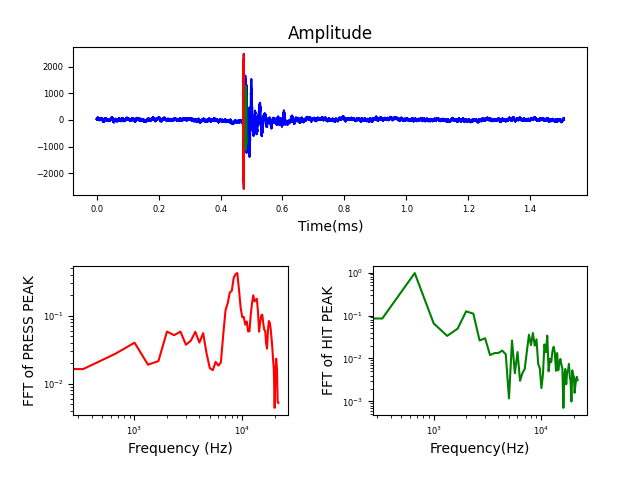 Amplitude
2000
1000
0
−1000
−2000
0.0 0.2 0.4 0.6 0.8 1.0 1.2 1.4
Time(ms)
FFT of PRESS PEAK
10⁻¹
10⁻²
10³ 10⁴
Frequency (Hz)
FFT of HIT PEAK
10⁰
10⁻¹
10⁻²
10⁻³
10³ 10⁴
Frequency(Hz)